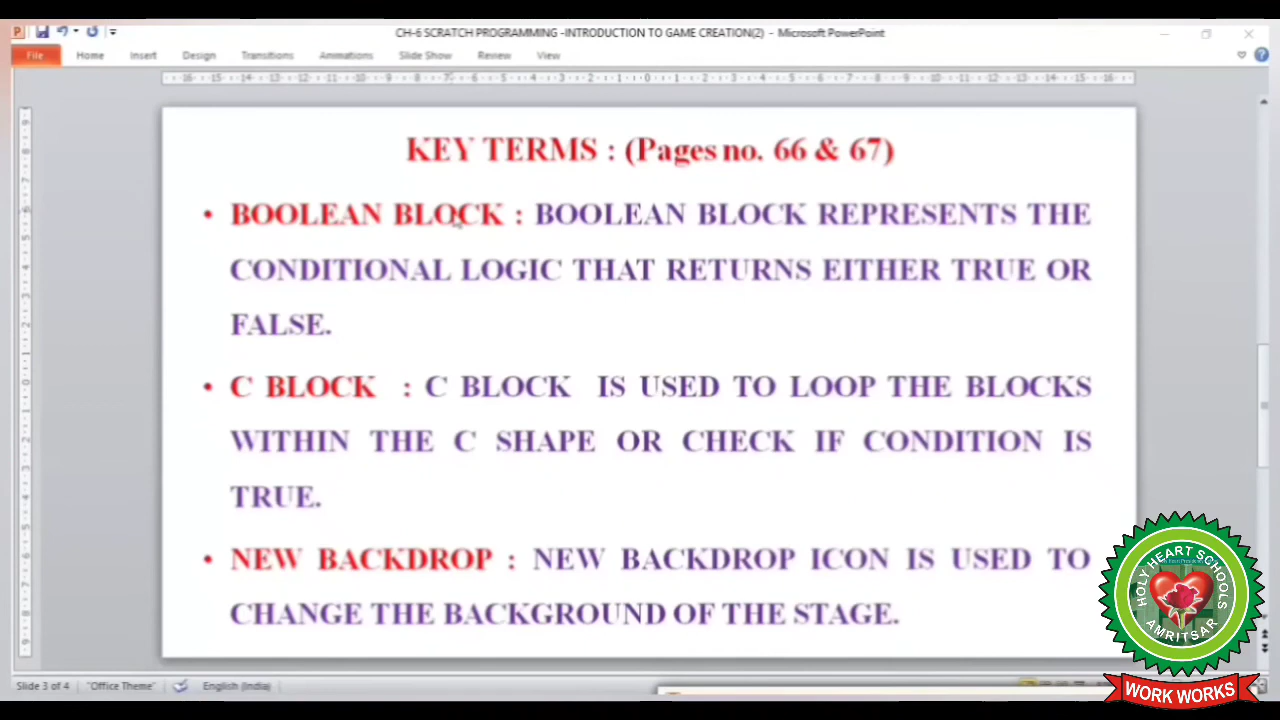 CH-6 SCRATCH PROGRAMMING -INTRODUCTION TO GAME CREATION(2) - Microsoft PowerPoint
File Home Insert Design Transitions Animations Slide Show Review View
KEY TERMS : (Pages no. 66 & 67)
• BOOLEAN BLOCK : BOOLEAN BLOCK REPRESENTS THE
CONDITIONAL LOGIC THAT RETURNS EITHER TRUE OR
FALSE.
• C BLOCK : C BLOCK IS USED TO LOOP THE BLOCKS
WITHIN THE C SHAPE OR CHECK IF CONDITION IS
TRUE.
• NEW BACKDROP : NEW BACKDROP ICON IS USED TO
CHANGE THE BACKGROUND OF THE STAGE.
HOLY HEART SCHOOLS
AMRITSAR
WORK WORKS
Slide 3 of 4 "Office Theme" English (India)